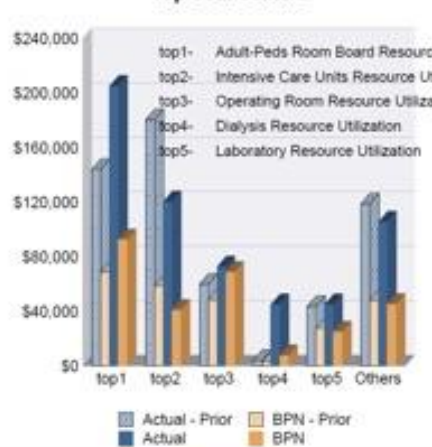 $240,000
top1- Adult-Peds Room Board
top2- Intensive Care Units Resource
$200,000
top3- Operating Room Resource
$160,000
top4- Dialysis Resource Utilization
top5- Laboratory Resource Utilization
$120,000
$80,000
$40,000
$0
top1 top2 top3 top4 top5 Others
Actual - Prior BPN - Prior
Actual BPN